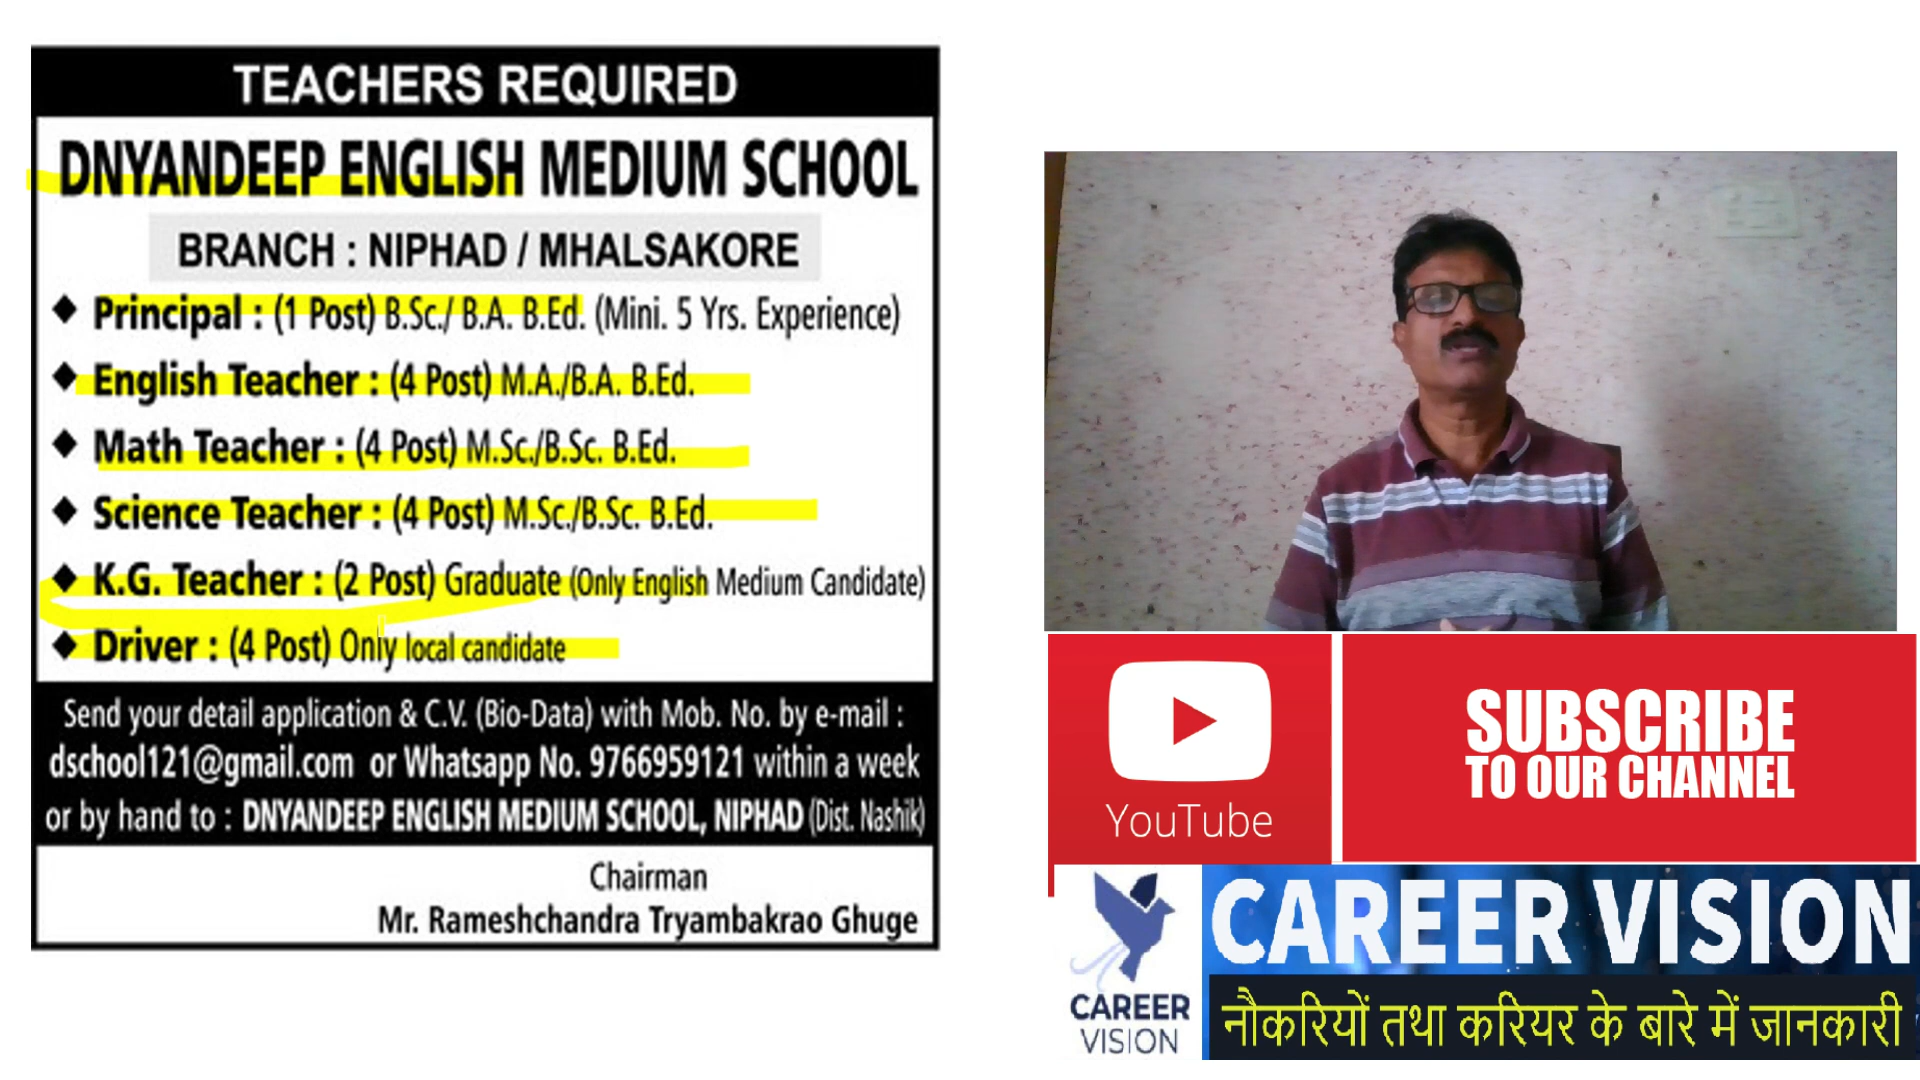 TEACHERS REQUIRED
DNYANDEEP ENGLISH MEDIUM SCHOOL
BRANCH : NIPHAD / MHALSAKORE
◆ Principal : (1 Post) B.Sc./ B.A. B.Ed. (Mini. 5 Yrs. Experience)
◆ English Teacher : (4 Post) M.A./B.A. B.Ed.
◆ Math Teacher : (4 Post) M.Sc./B.Sc. B.Ed.
◆ Science Teacher : (4 Post) M.Sc./B.Sc. B.Ed.
◆ K.G. Teacher : (2 Post) Graduate (Only English Medium Candidate)
◆ Driver : (4 Post) Only local candidate
Send your detail application & C.V. (Bio-Data) with Mob. No. by e-mail :
dschool121@gmail.com or Whatsapp No. 9766959121 within a week
or by hand to : DNYANDEEP ENGLISH MEDIUM SCHOOL, NIPHAD (Dist. Nashik)
Chairman
Mr. Rameshchandra Tryambakrao Ghuge
YouTube
SUBSCRIBE
TO OUR CHANNEL
CAREER
VISION
CAREER VISION
नौकरियों तथा करियर के बारे में जानकारी